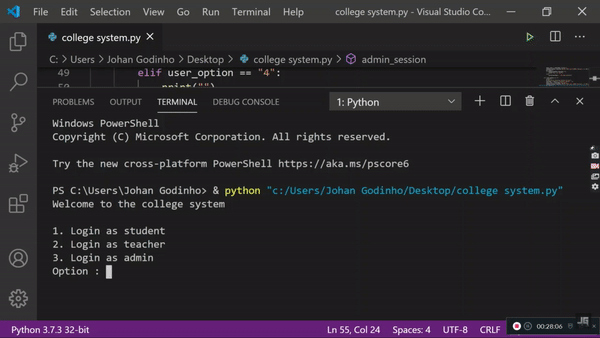 File Edit Selection View Go Run Terminal Help college system.py - Visual Studio Co...
college system.py
C: > Users > Johan Godinho > Desktop > college system.py > admin_session
49 elif user_option == "4":
50 print("")
PROBLEMS OUTPUT TERMINAL DEBUG CONSOLE 1: Python
Windows PowerShell
Copyright (C) Microsoft Corporation. All rights reserved.
Try the new cross-platform PowerShell https://aka.ms/pscore6
PS C:\Users\Johan Godinho> & python "c:/Users/Johan Godinho/Desktop/college system.py"
Welcome to the college system
1. Login as student
2. Login as teacher
3. Login as admin
Option :
00:28:06
Python 3.7.3 32-bit Ln 55, Col 24 Spaces: 4 UTF-8 CRLF